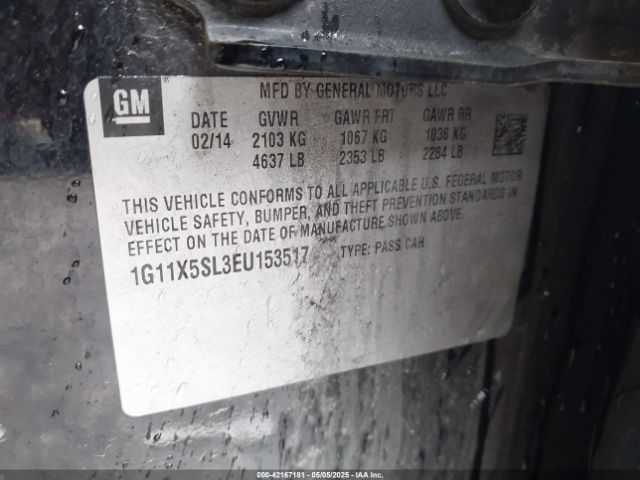 GM
MFD BY GENERAL MOTORS LLC
DATE GVWR GAWR FRT GAWR RR
02/14 2103 KG 1067 KG 1036 KG
4637 LB 2353 LB 2284 LB
THIS VEHICLE CONFORMS TO ALL APPLICABLE U.S. FEDERAL MOTOR
VEHICLE SAFETY, BUMPER, AND THEFT PREVENTION STANDARDS IN
EFFECT ON THE DATE OF MANUFACTURE SHOWN ABOVE.
1G11X5SL3EU153517 TYPE: PASS CAR
000-42167181 - 05/05/2025 - IAAI.COM